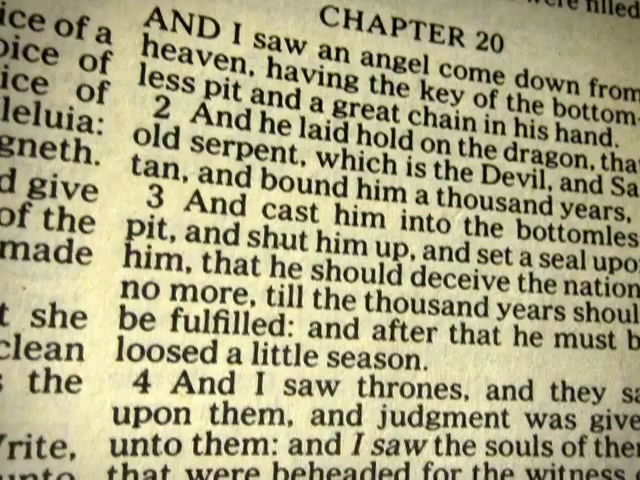 ice of a
oice of
ice of
leluia:
gneth.
d give
of the
made
t she
clean
s the
rite,
unto
were filled
CHAPTER 20
AND I saw an angel come down from
heaven, having the key of the bottom-
less pit and a great chain in his hand.
2 And he laid hold on the dragon, tha
old serpent, which is the Devil, and Sa
tan, and bound him a thousand years,
3 And cast him into the bottomles
pit, and shut him up, and set a seal upo
him, that he should deceive the nation
no more, till the thousand years shoul
be fulfilled: and after that he must b
loosed a little season.
4 And I saw thrones, and they sa
upon them, and judgment was give
unto them: and I saw the souls of the
that were beheaded for the witness